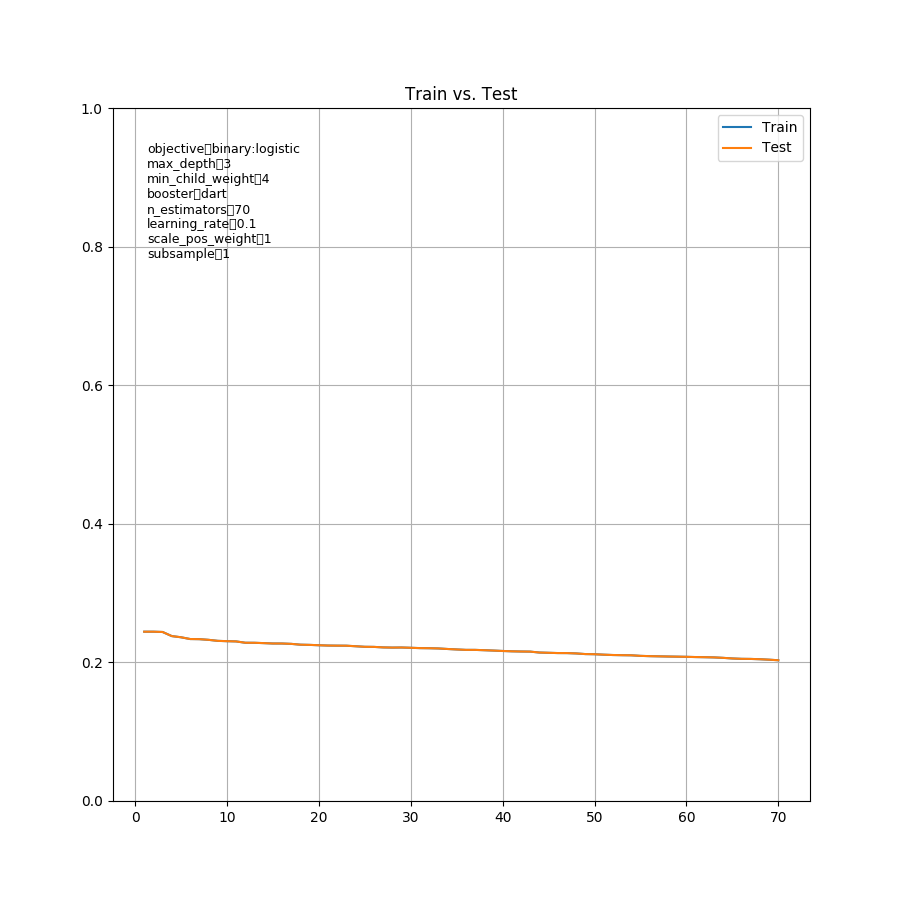 Train vs. Test
1.0
0.8
0.6
0.4
0.2
0.0
objective▯binary:logistic
max_depth▯3
min_child_weight▯4
booster▯dart
n_estimators▯70
learning_rate▯0.1
scale_pos_weight▯1
subsample▯1
Train
Test
0 10 20 30 40 50 60 70